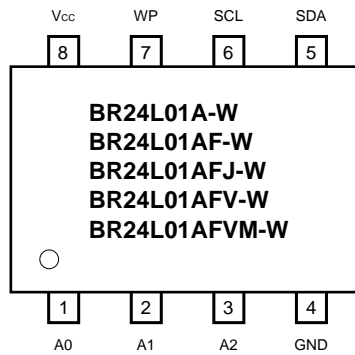 Vcc WP SCL SDA
8 7 6 5
BR24L01A-W
BR24L01AF-W
BR24L01AFJ-W
BR24L01AFV-W
BR24L01AFVM-W
1 2 3 4
A0 A1 A2 GND